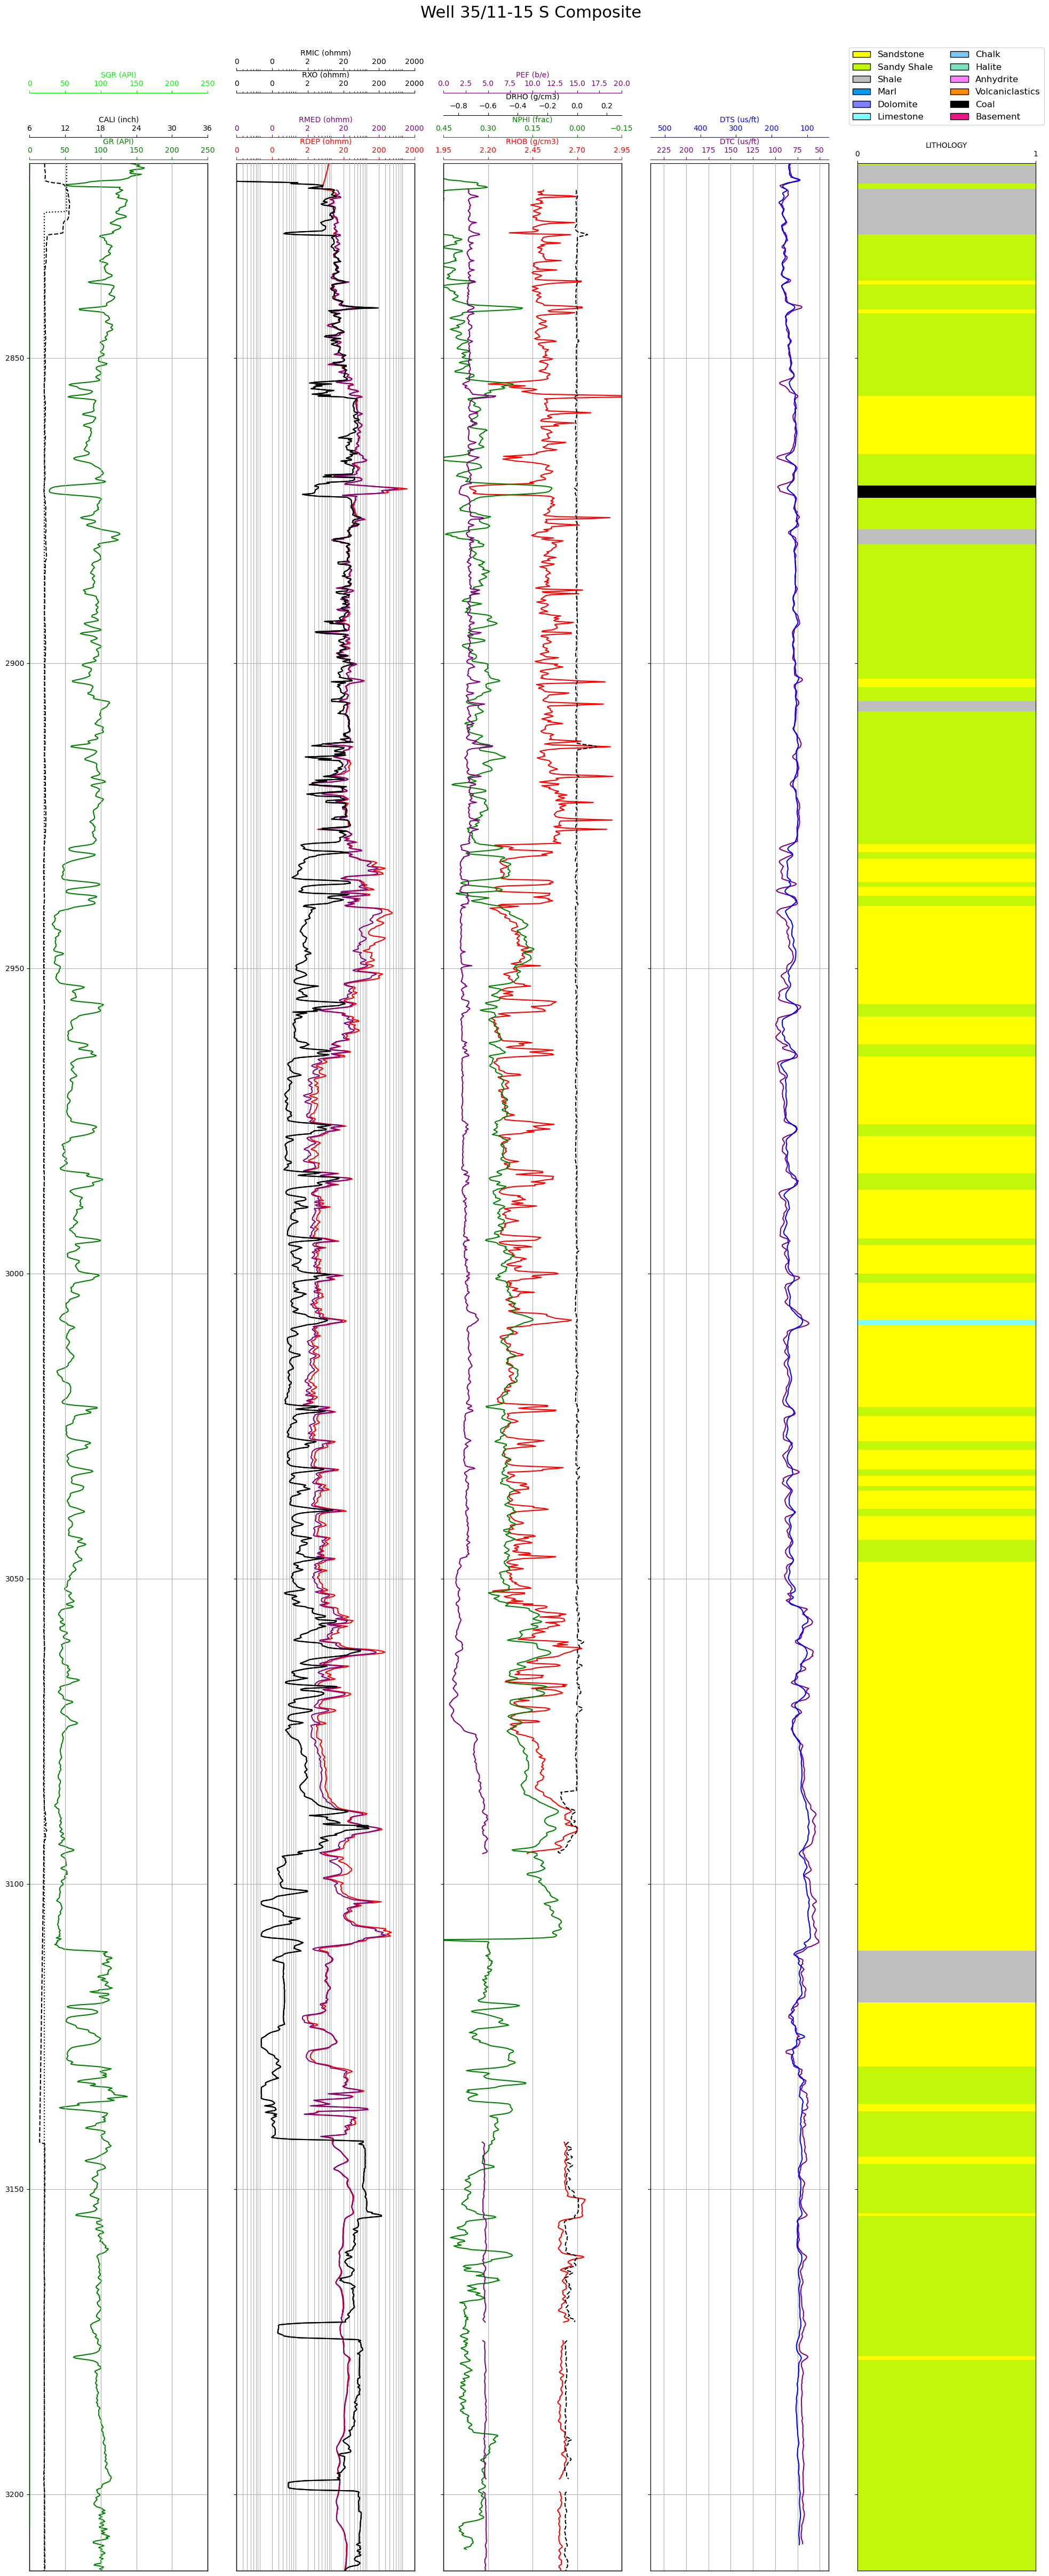 Well 35/11-15 S Composite
RMIC (ohmm)
0 0 2 20 200 2000
Sandstone Chalk
Sandy Shale Halite
Shale Anhydrite
Marl Volcaniclastics
Dolomite Coal
Limestone Basement
SGR (API) RXO (ohmm) PEF (b/e)
0 50 100 150 200 250 0 0 2 20 200 2000 0.0 2.5 5.0 7.5 10.0 12.5 15.0 17.5 20.0
DRHO (g/cm3)
−0.8 −0.6 −0.4 −0.2 0.0 0.2
CALI (inch) RMED (ohmm) NPHI (frac) DTS (us/ft)
6 12 18 24 30 36 0 0 2 20 200 2000 0.45 0.30 0.15 0.00 −0.15 500 400 300 200 100
GR (API) RDEP (ohmm) RHOB (g/cm3) DTC (us/ft) LITHOLOGY
0 50 100 150 200 250 0 0 2 20 200 2000 1.95 2.20 2.45 2.70 2.95 225 200 175 150 125 100 75 50 0 1
2850
2900
2950
3000
3050
3100
3150
3200